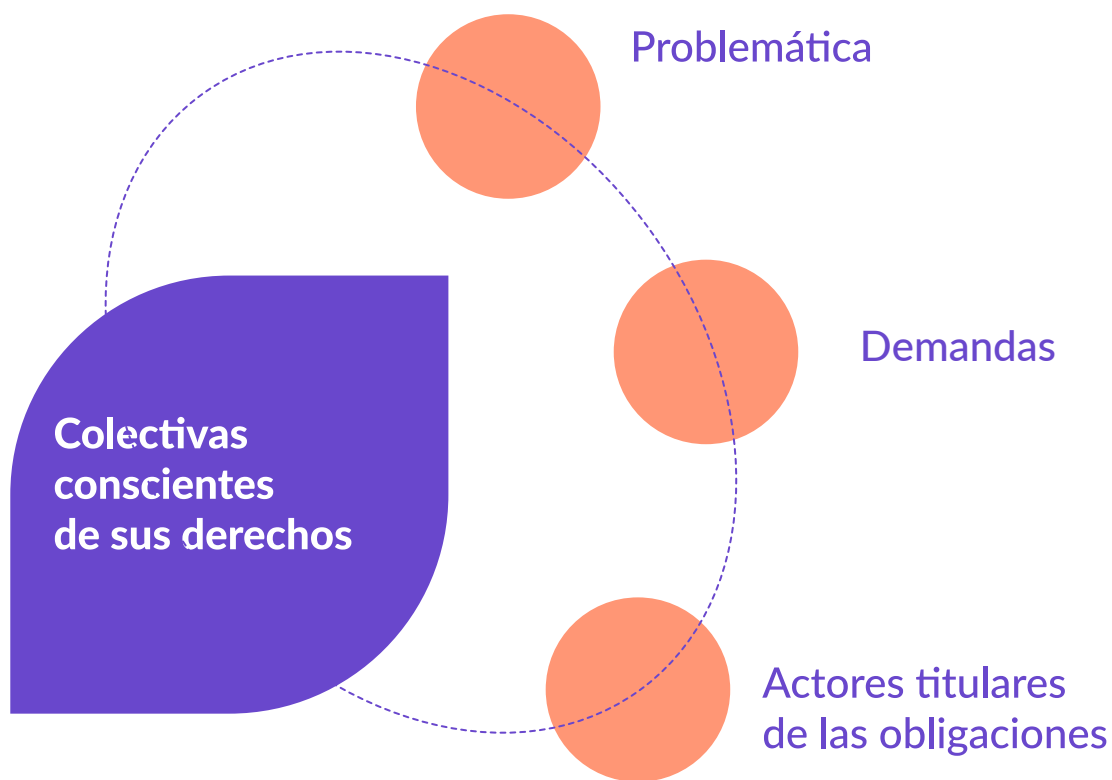 Problemática
Demandas
Colectivas
conscientes
de sus derechos
Actores titulares
de las obligaciones